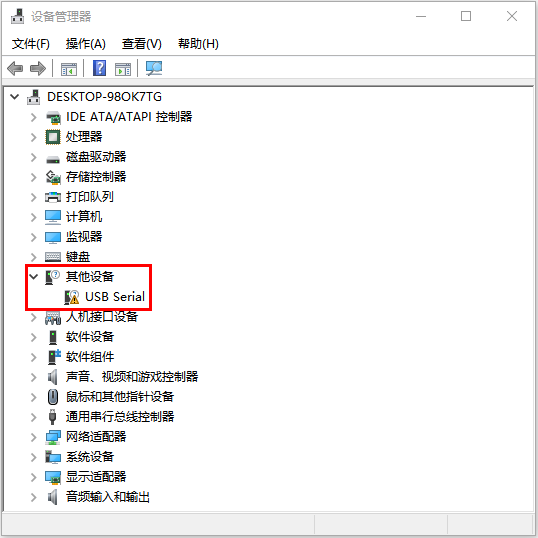 设备管理器
文件(F) 操作(A) 查看(V) 帮助(H)
DESKTOP-98OK7TG
IDE ATA/ATAPI 控制器
处理器
磁盘驱动器
存储控制器
打印队列
计算机
监视器
键盘
其他设备
USB Serial
人机接口设备
软件设备
软件组件
声音、视频和游戏控制器
鼠标和其他指针设备
通用串行总线控制器
网络适配器
系统设备
显示适配器
音频输入和输出